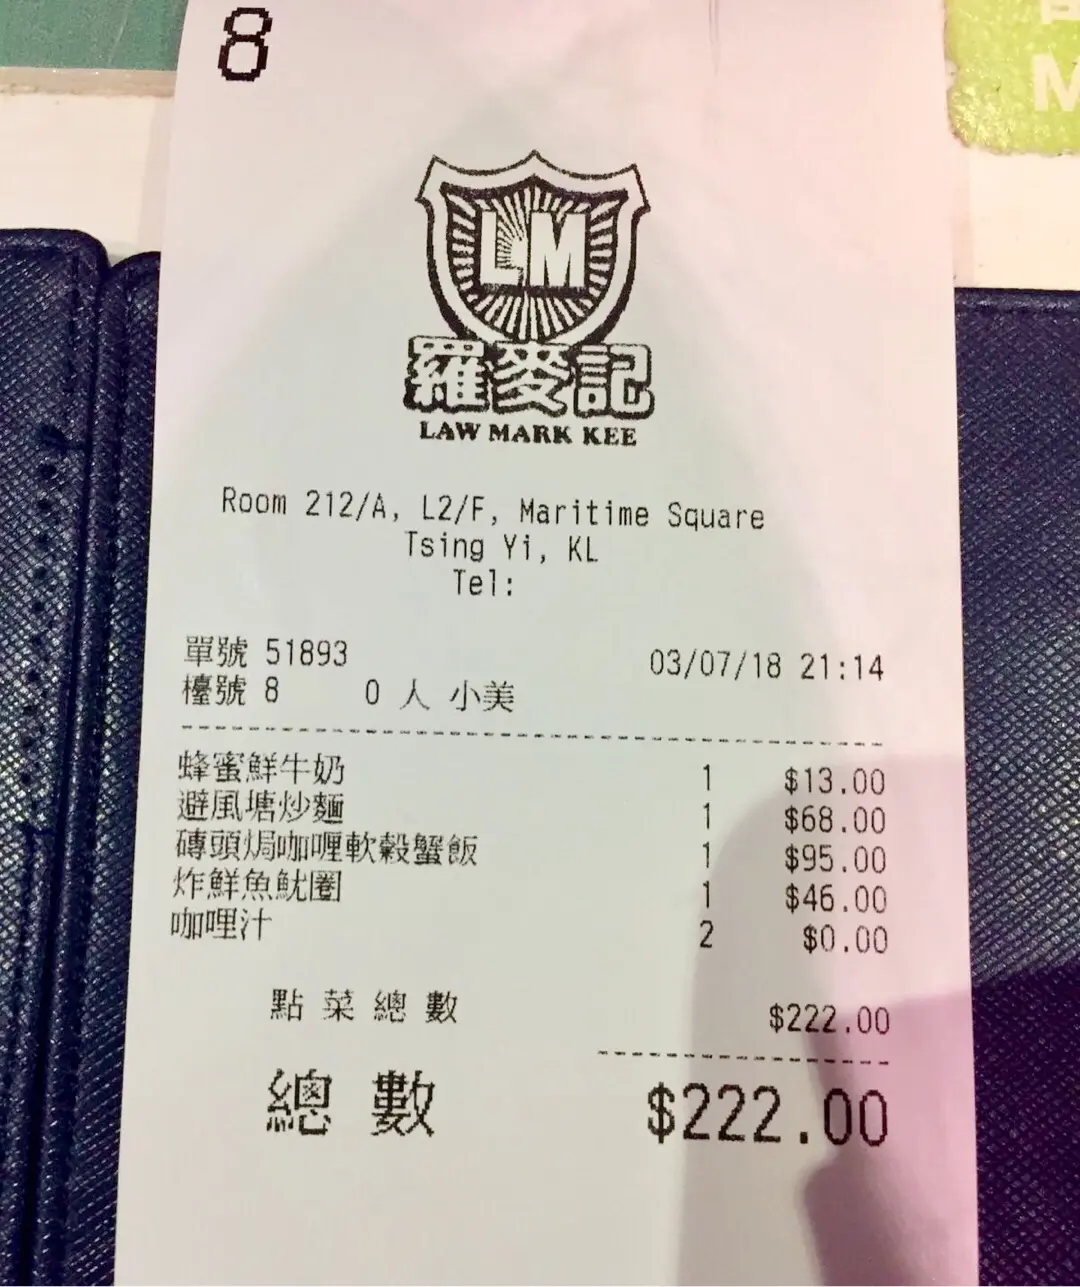 8
LM
羅麥記
LAW MARK KEE
Room 212/A, L2/F, Maritime Square
Tsing Yi, KL
Tel:
單號 51893 03/07/18 21:14
檯號 8 0 人 小美
蜂蜜鮮牛奶 1 $13.00
避風塘炒麵 1 $68.00
磚頭焗咖喱軟殼蟹飯 1 $95.00
炸鮮魚魷圈 1 $46.00
咖哩汁 2 $0.00
點菜總數 $222.00
總數 $222.00